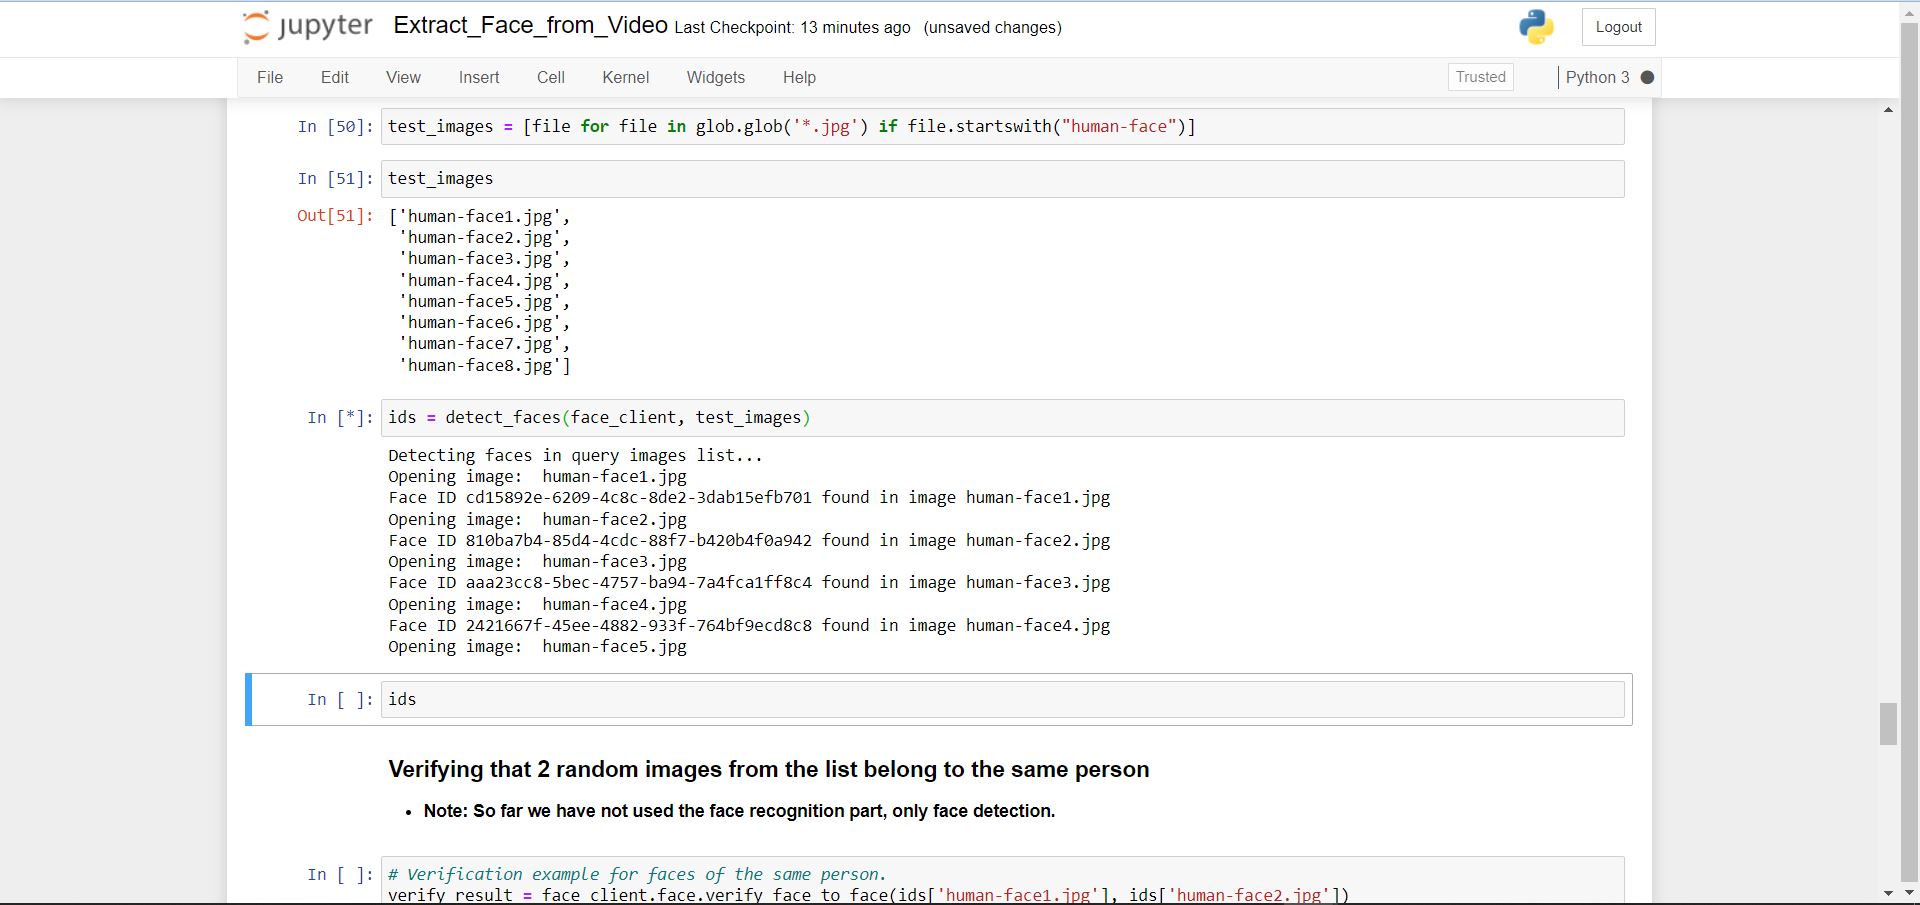 jupyter Extract_Face_from_Video Last Checkpoint: 13 minutes ago (unsaved changes) Logout
File Edit View Insert Cell Kernel Widgets Help Trusted Python 3
In [50]: test_images = [file for file in glob.glob('*.jpg') if file.startswith("human-face")]
In [51]: test_images
Out[51]: ['human-face1.jpg',
'human-face2.jpg',
'human-face3.jpg',
'human-face4.jpg',
'human-face5.jpg',
'human-face6.jpg',
'human-face7.jpg',
'human-face8.jpg']
In [*]: ids = detect_faces(face_client, test_images)
Detecting faces in query images list...
Opening image:  human-face1.jpg
Face ID cd15892e-6209-4c8c-8de2-3dab15efb701 found in image human-face1.jpg
Opening image:  human-face2.jpg
Face ID 810ba7b4-85d4-4cdc-88f7-b420b4f0a942 found in image human-face2.jpg
Opening image:  human-face3.jpg
Face ID aaa23cc8-5bec-4757-ba94-7a4fca1ff8c4 found in image human-face3.jpg
Opening image:  human-face4.jpg
Face ID 2421667f-45ee-4882-933f-764bf9ecd8c8 found in image human-face4.jpg
Opening image:  human-face5.jpg
In [ ]: ids
Verifying that 2 random images from the list belong to the same person
• Note: So far we have not used the face recognition part, only face detection.
In [ ]: # Verification example for faces of the same person.
verify_result = face_client.face.verify_face_to_face(ids['human-face1.jpg'], ids['human-face2.jpg'])